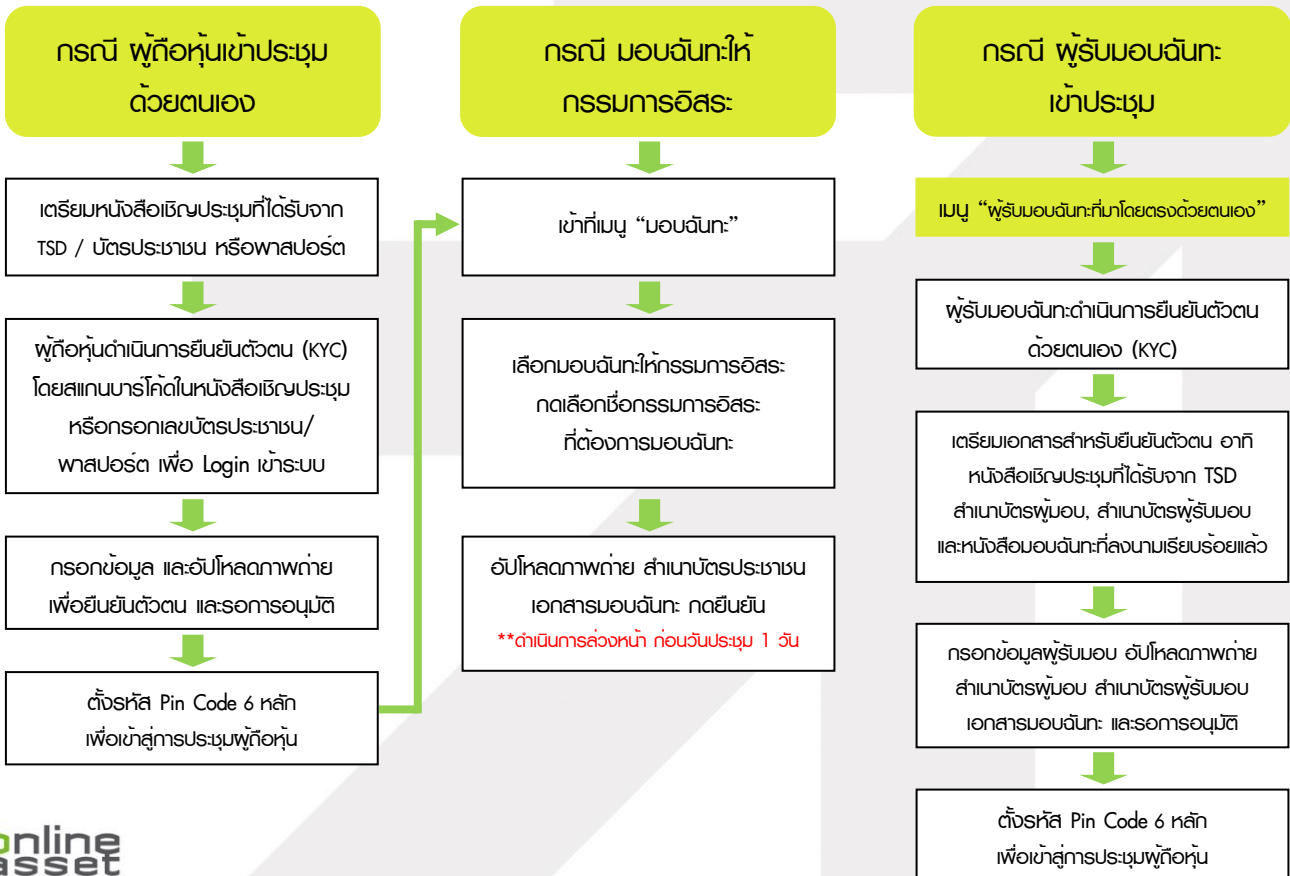 กรณี ผู้ถือหุ้นเข้าประชุม
ด้วยตนเอง
เตรียมหนังสือเชิญประชุมที่ได้รับจาก
TSD / บัตรประชาชน หรือพาสปอร์ต
ผู้ถือหุ้นดำเนินการยืนยันตัวตน (KYC)
โดยสแกนบาร์โค้ดในหนังสือเชิญประชุม
หรือกรอกเลขบัตรประชาชน/
พาสปอร์ต เพื่อ Login เข้าระบบ
กรอกข้อมูล และอัปโหลดภาพถ่าย
เพื่อยืนยันตัวตน และรอการอนุมัติ
ตั้งรหัส Pin Code 6 หลัก
เพื่อเข้าสู่การประชุมผู้ถือหุ้น
กรณี มอบฉันทะให้
กรรมการอิสระ
เข้าที่เมนู “มอบฉันทะ”
เลือกมอบฉันทะให้กรรมการอิสระ
กดเลือกชื่อกรรมการอิสระ
ที่ต้องการมอบฉันทะ
อัปโหลดภาพถ่าย สำเนาบัตรประชาชน
เอกสารมอบฉันทะ กดยืนยัน
**ดำเนินการล่วงหน้า ก่อนวันประชุม 1 วัน
กรณี ผู้รับมอบฉันทะ
เข้าประชุม
เมนู “ผู้รับมอบฉันทะที่มาโดยตรงด้วยตนเอง”
ผู้รับมอบฉันทะดำเนินการยืนยันตัวตน
ด้วยตนเอง (KYC)
เตรียมเอกสารสำหรับยืนยันตัวตน อาทิ
หนังสือเชิญประชุมที่ได้รับจาก TSD
สำเนาบัตรผู้มอบ, สำเนาบัตรผู้รับมอบ
และหนังสือมอบฉันทะที่ลงนามเรียบร้อยแล้ว
กรอกข้อมูลผู้รับมอบ อัปโหลดภาพถ่าย
สำเนาบัตรผู้มอบ สำเนาบัตรผู้รับมอบ
เอกสารมอบฉันทะ และรอการอนุมัติ
ตั้งรหัส Pin Code 6 หลัก
เพื่อเข้าสู่การประชุมผู้ถือหุ้น
online
asset